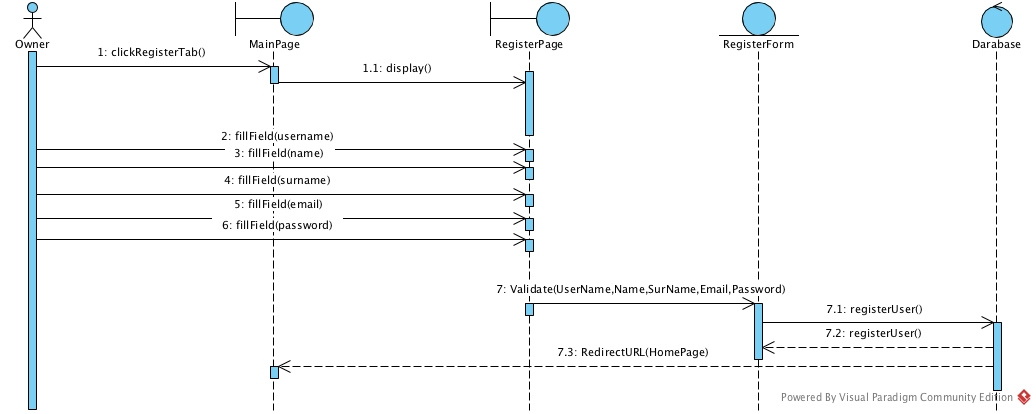 Owner
MainPage
RegisterPage
RegisterForm
Darabase
1: clickRegisterTab()
1.1: display()
2: fillField(username)
3: fillField(name)
4: fillField(surname)
5: fillField(email)
6: fillField(password)
7: Validate(UserName,Name,SurName,Email,Password)
7.1: registerUser()
7.2: registerUser()
7.3: RedirectURL(HomePage)
Powered By Visual Paradigm Community Edition